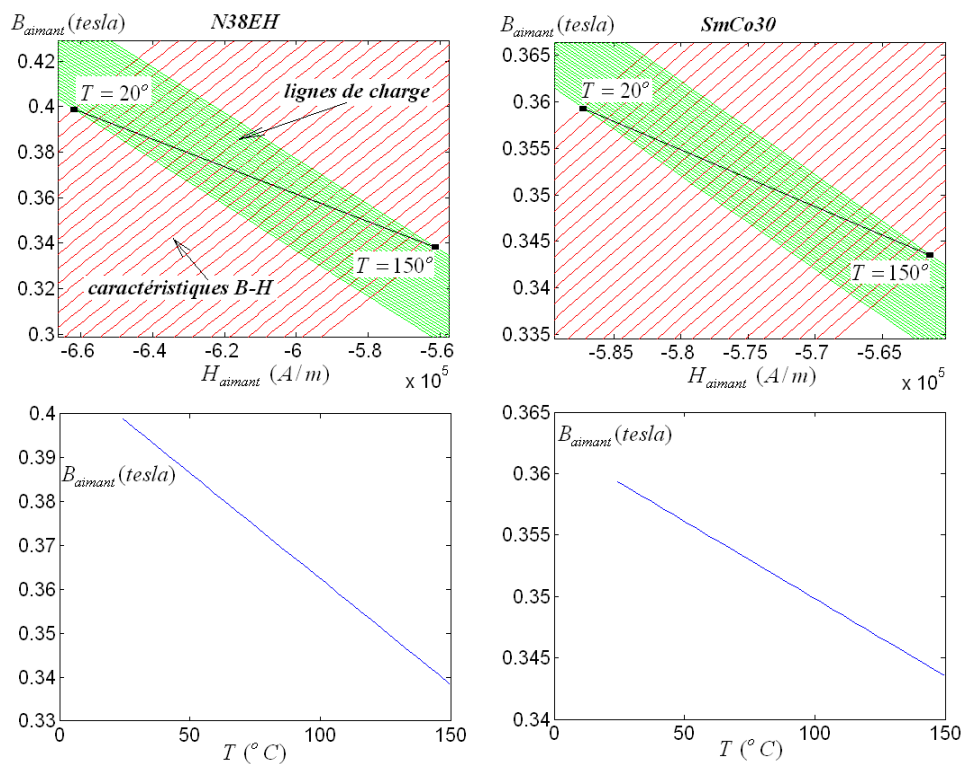 B_aimant (tesla)
N38EH
0.42
0.4
0.38
0.36
0.34
0.32
0.3
T = 20°
lignes de charge
T = 150°
caractéristiques B-H
-6.6 -6.4 -6.2 -6 -5.8 -5.6
H_aimant (A/m)
x 10^5
B_aimant (tesla)
SmCo30
0.365
0.36
0.355
0.35
0.345
0.34
0.335
T = 20°
T = 150°
-5.85 -5.8 -5.75 -5.7 -5.65
H_aimant (A/m)
x 10^5
0.4
0.39
0.38
0.37
0.36
0.35
0.34
0.33
B_aimant (tesla)
0 50 100 150
T (° C)
0.365
0.36
0.355
0.35
0.345
0.34
B_aimant (tesla)
0 50 100 150
T (° C)